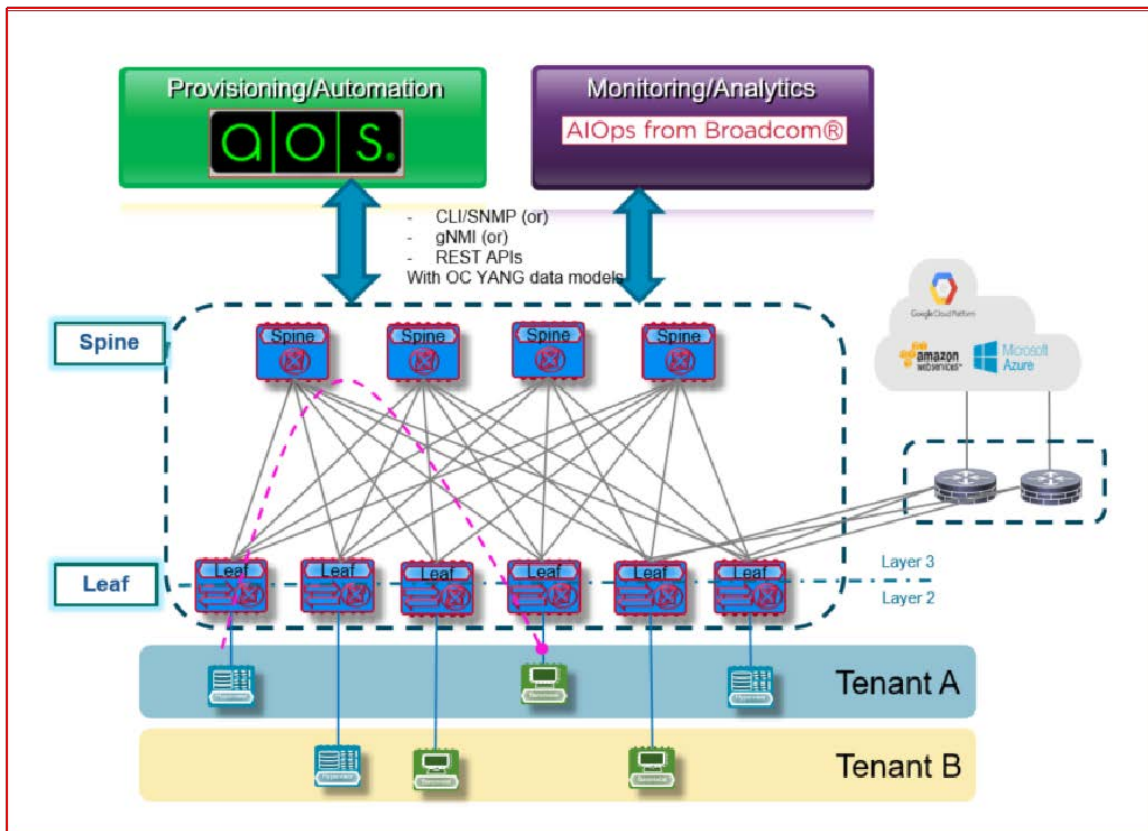 Provisioning/Automation
aos®
Monitoring/Analytics
AIOps from Broadcom®
- CLI/SNMP (or)
- gNMI (or)
- REST APIs
With OC YANG data models
Spine
Spine
Spine
Spine
Spine
Google Cloud Platform
amazon
webservices™
Microsoft
Azure
Leaf
Leaf
Leaf
Leaf
Leaf
Leaf
Leaf
Layer 3
Layer 2
Tenant A
Tenant B